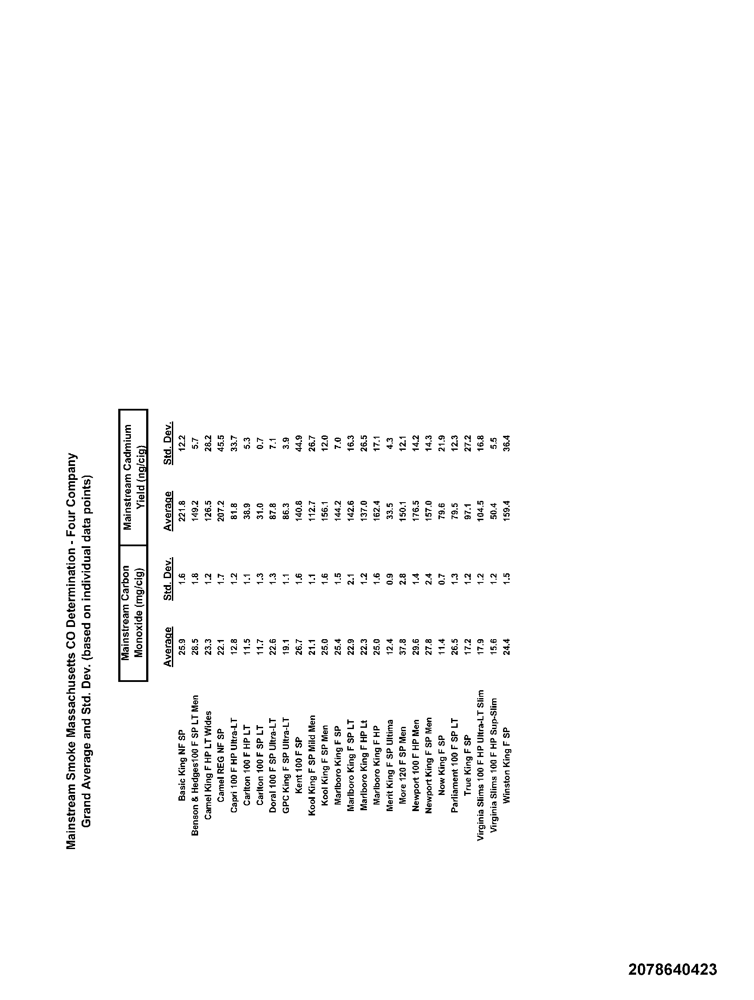 Mainstream Smoke Massachusetts CO Determination - Four Company
Grand Average and Std. Dev. (based on individual data points)
Mainstream Carbon Mainstream Cadmium
Monoxide (mg/cig) Yield (ng/cig)
Average Std. Dev. Average Std. Dev.
Basic King NF SP 25.9 1.6 221.8 12.2
Benson & Hedges100 F SP LT Men 28.5 1.8 149.2 5.7
Camel King F HP LT Wides 23.3 1.2 126.5 28.2
Camel REG NF SP 22.1 1.7 207.2 45.5
Capri 100 F HP Ultra-LT 12.8 1.2 81.8 33.7
Carlton 100 F HP LT 11.5 1.1 38.9 5.3
Carlton 100 F SP LT 11.7 1.3 31.0 0.7
Doral 100 F SP Ultra-LT 22.6 1.3 87.8 7.1
GPC King F SP Ultra-LT 19.1 1.1 86.3 3.9
Kent 100 F SP 26.7 1.6 140.8 44.9
Kool King F SP Mild Men 21.1 1.1 112.7 26.7
Kool King F SP Men 25.0 1.6 156.1 12.0
Marlboro King F SP 25.4 1.5 144.2 7.0
Marlboro King F SP LT 22.9 2.1 142.6 16.3
Marlboro King F HP Lt 22.3 1.2 137.0 26.5
Marlboro King F HP 25.0 1.6 162.4 17.1
Merit King F SP Ultima 12.4 0.9 33.5 4.3
More 120 F SP Men 37.8 2.8 150.1 12.1
Newport 100 F HP Men 29.6 1.4 176.5 14.2
Newport King F SP Men 27.8 2.4 157.0 14.3
Now King F SP 11.4 0.7 79.6 21.9
Parliament 100 F SP LT 26.5 1.3 79.5 12.3
True King F SP 17.2 1.2 97.1 27.2
Virginia Slims 100 F HP Ultra-LT Slim 17.9 1.2 104.5 16.8
Virginia Slims 100 F HP Sup-Slim 15.6 1.2 50.4 5.5
Winston King F SP 24.4 1.5 159.4 36.4
2078640423